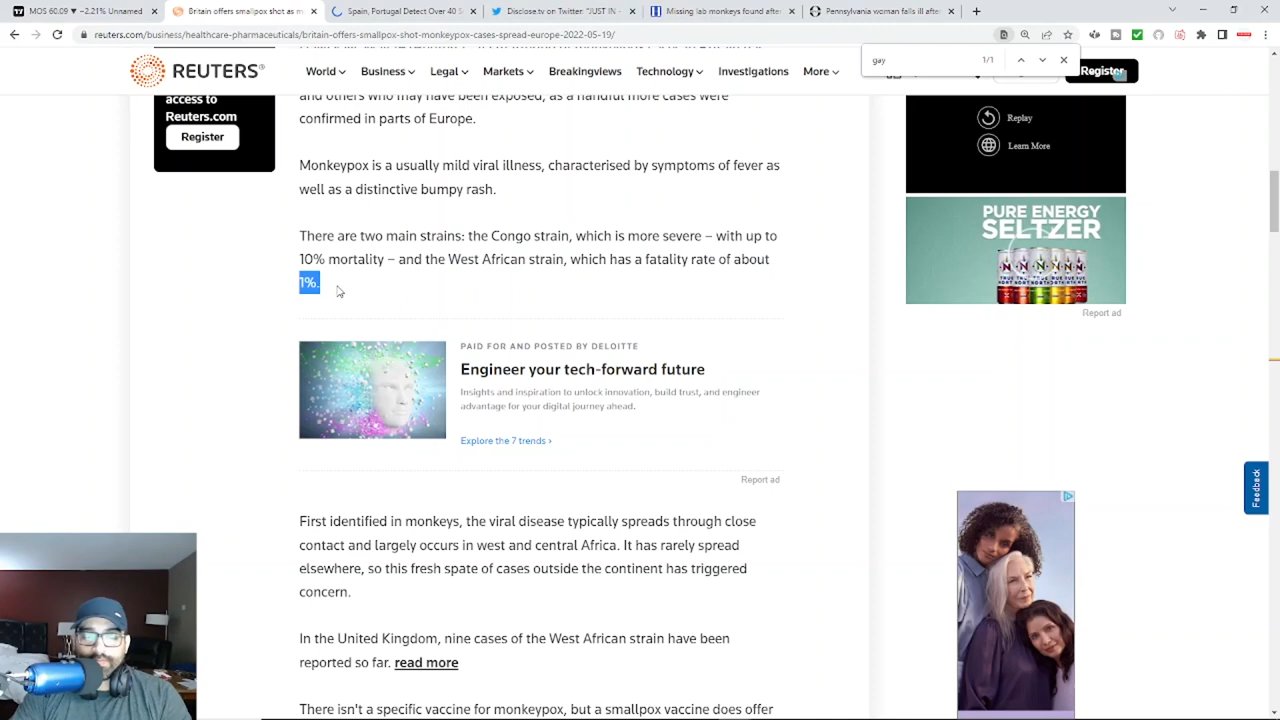 MOS 60.09 ▼ −2.21% Unnamed
Britain offers smallpox shot as m
Spain, Portugal Detect Over 40 S
Disclose.tv on Twitter: "JUST IN -
Missing lab monkeys found after
Pennsylvania woman falls ill after
reuters.com/business/healthcare-pharmaceuticals/britain-offers-smallpox-shot-monkeypox-cases-spread-europe-2022-05-19/
gay 1/1
REUTERS®
World Business Legal Markets Breakingviews Technology Investigations More
Register
access to
Reuters.com
Register
and others who may have been exposed, as a handful more cases were
confirmed in parts of Europe.
Monkeypox is a usually mild viral illness, characterised by symptoms of fever as
well as a distinctive bumpy rash.
There are two main strains: the Congo strain, which is more severe – with up to
10% mortality – and the West African strain, which has a fatality rate of about
1%.
PAID FOR AND POSTED BY DELOITTE
Engineer your tech-forward future
Insights and inspiration to unlock innovation, build trust, and engineer
advantage for your digital journey ahead.
Explore the 7 trends ›
Report ad
First identified in monkeys, the viral disease typically spreads through close
contact and largely occurs in west and central Africa. It has rarely spread
elsewhere, so this fresh spate of cases outside the continent has triggered
concern.
In the United Kingdom, nine cases of the West African strain have been
reported so far. read more
There isn't a specific vaccine for monkeypox, but a smallpox vaccine does offer
Replay
Learn More
PURE ENERGY
SELTZER
Report ad
Feedback